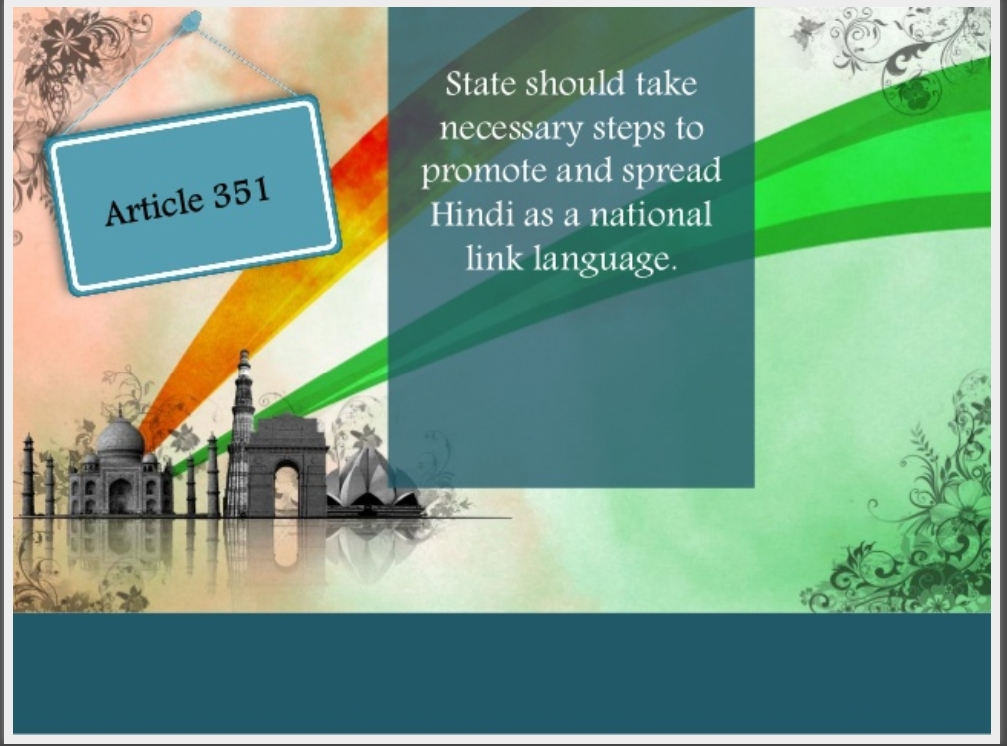 Article 351
State should take
necessary steps to
promote and spread
Hindi as a national
link language.